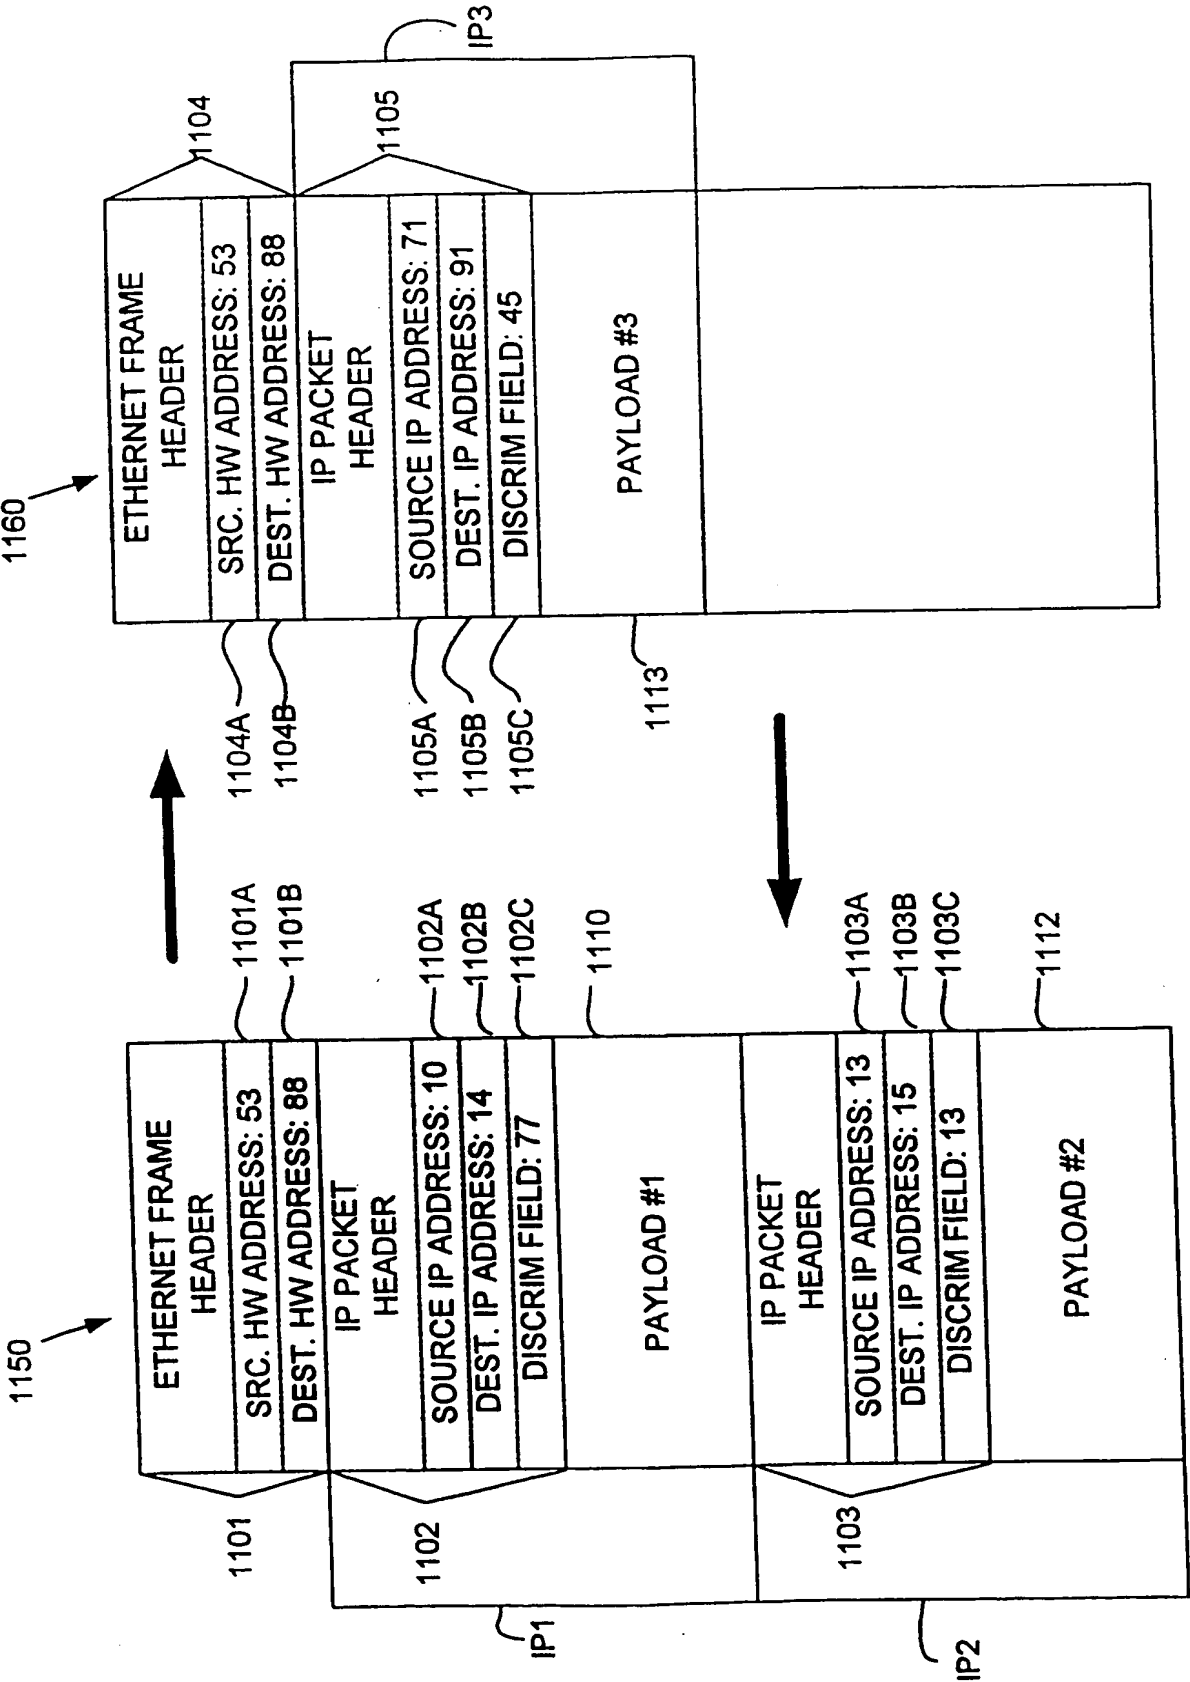 1150
ETHERNET FRAME
HEADER
SRC. HW ADDRESS: 53
DEST. HW ADDRESS: 88
IP PACKET
HEADER
SOURCE IP ADDRESS: 10
DEST. IP ADDRESS: 14
DISCRIM FIELD: 77
PAYLOAD #1
IP PACKET
HEADER
SOURCE IP ADDRESS: 13
DEST. IP ADDRESS: 15
DISCRIM FIELD: 13
PAYLOAD #2
1101
1102
1103
IP1
IP2
1101A
1101B
1102A
1102B
1102C
1110
1103A
1103B
1103C
1112
1160
ETHERNET FRAME
HEADER
SRC. HW ADDRESS: 53
DEST. HW ADDRESS: 88
IP PACKET
HEADER
SOURCE IP ADDRESS: 71
DEST. IP ADDRESS: 91
DISCRIM FIELD: 45
PAYLOAD #3
1104A
1104B
1105A
1105B
1105C
1113
1104
1105
IP3